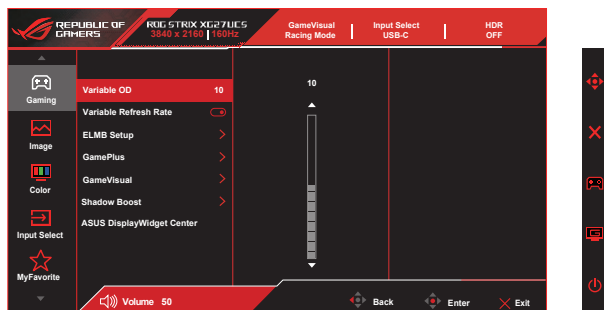 REPUBLIC OF
GAMERS
ROG STRIX XG27UCS
3840 x 2160 160Hz
GameVisual
Racing Mode
Input Select
USB-C
HDR
OFF
Gaming
Image
Color
Input Select
MyFavorite
Variable OD 10
Variable Refresh Rate
ELMB Setup
GamePlus
GameVisual
Shadow Boost
ASUS DisplayWidget Center
10
Volume 50
Back
Enter
Exit